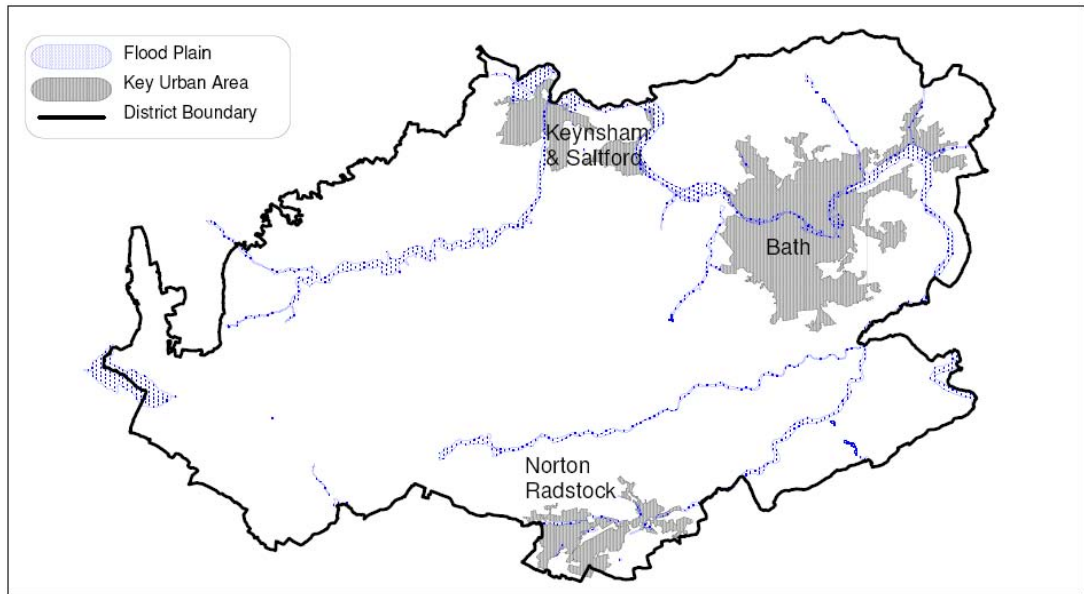 Flood Plain
Key Urban Area
District Boundary
Keynsham
& Saltford
Bath
Norton
Radstock